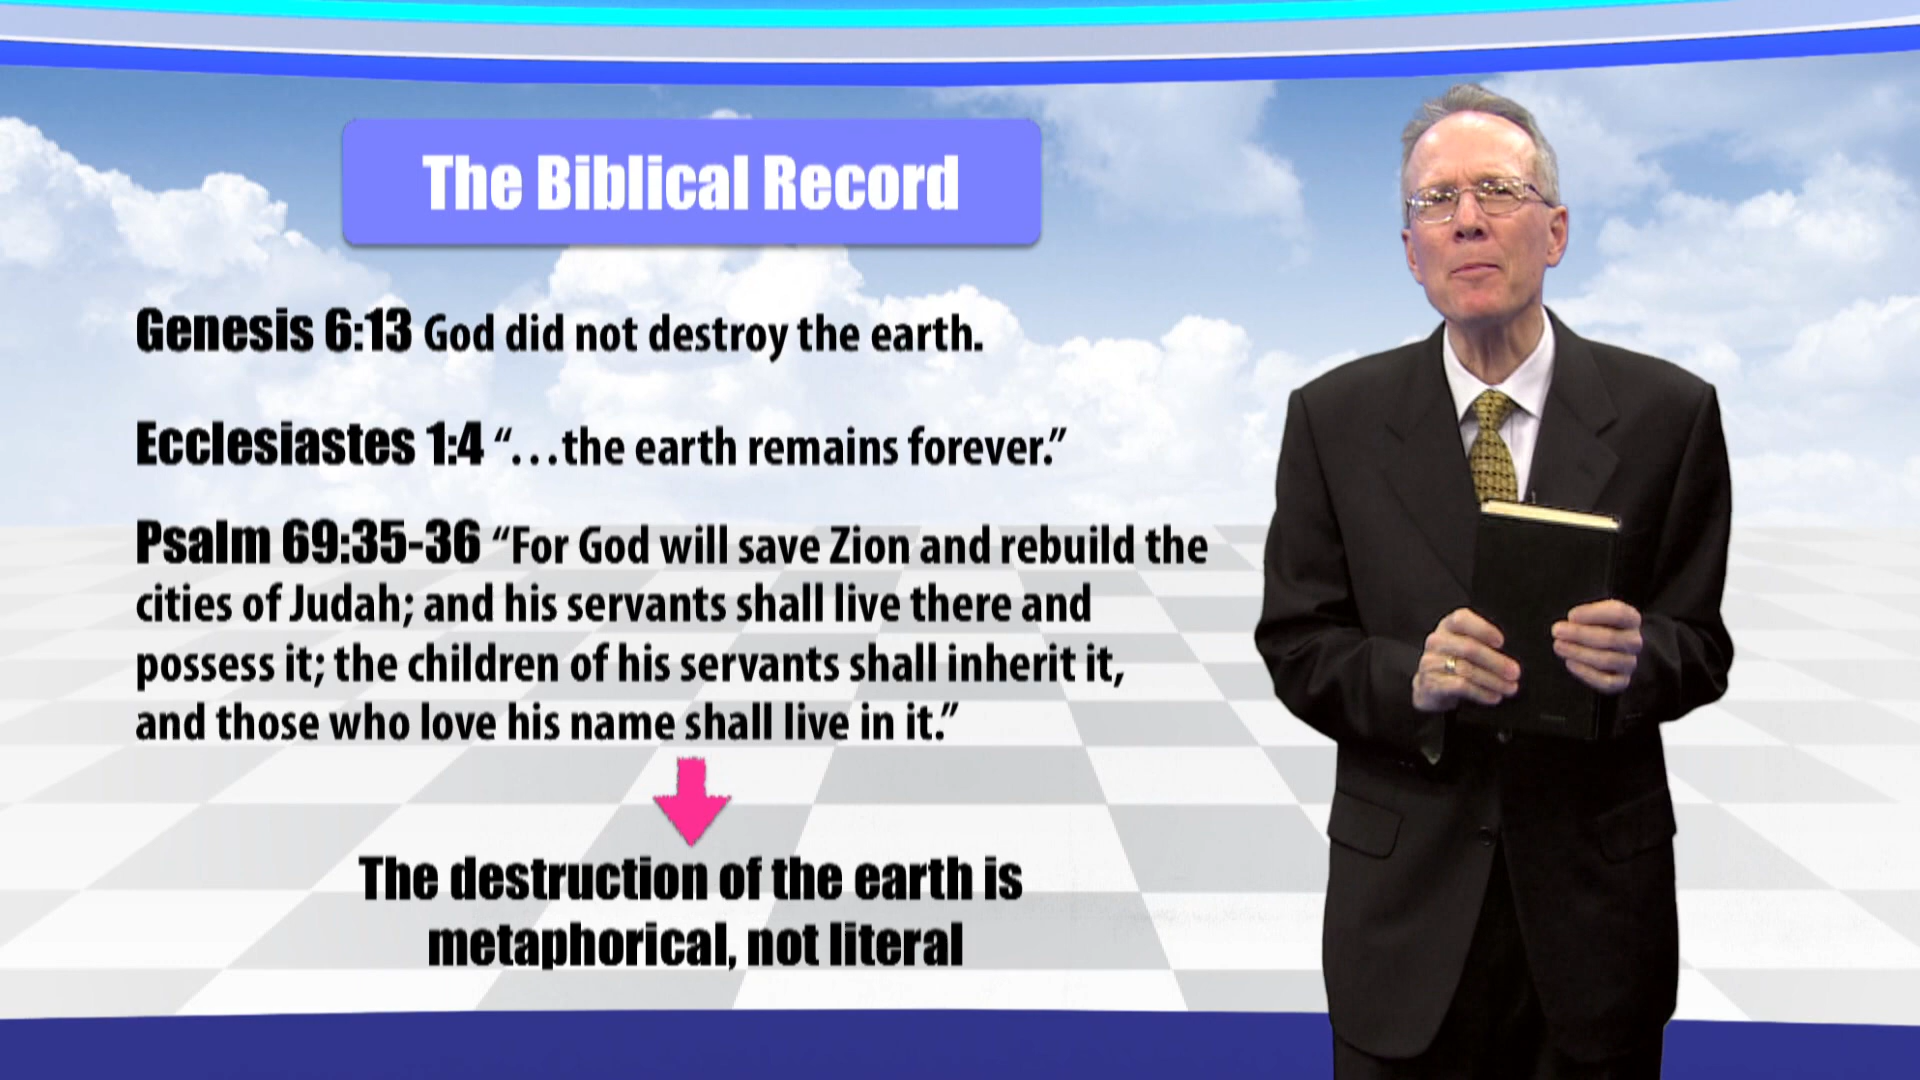 The Biblical Record
Genesis 6:13 God did not destroy the earth.
Ecclesiastes 1:4 “…the earth remains forever.”
Psalm 69:35-36 “For God will save Zion and rebuild the
cities of Judah; and his servants shall live there and
possess it; the children of his servants shall inherit it,
and those who love his name shall live in it.”
The destruction of the earth is
metaphorical, not literal